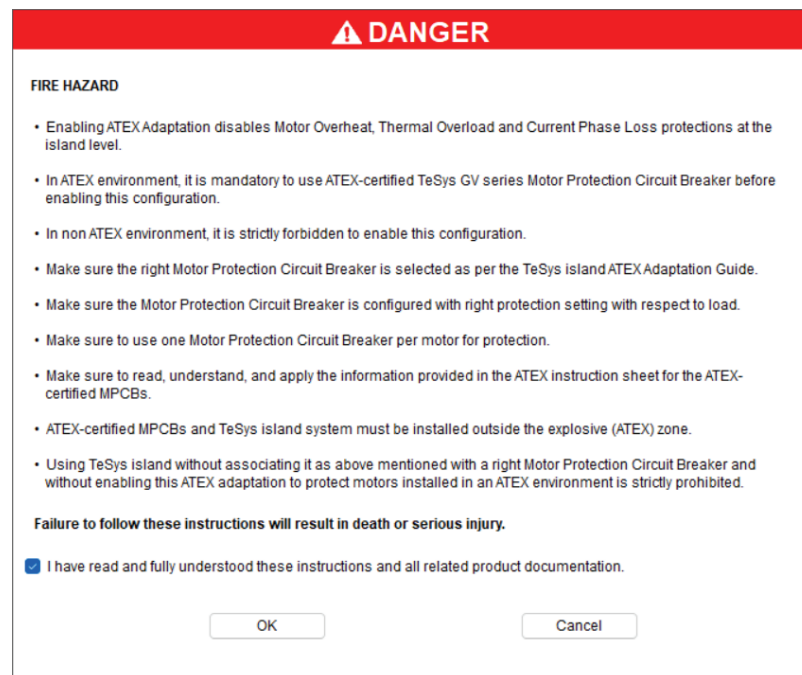 DANGER
FIRE HAZARD
• Enabling ATEX Adaptation disables Motor Overheat, Thermal Overload and Current Phase Loss protections at the
island level.
• In ATEX environment, it is mandatory to use ATEX-certified TeSys GV series Motor Protection Circuit Breaker before
enabling this configuration.
• In non ATEX environment, it is strictly forbidden to enable this configuration.
• Make sure the right Motor Protection Circuit Breaker is selected as per the TeSys island ATEX Adaptation Guide.
• Make sure the Motor Protection Circuit Breaker is configured with right protection setting with respect to load.
• Make sure to use one Motor Protection Circuit Breaker per motor for protection.
• Make sure to read, understand, and apply the information provided in the ATEX instruction sheet for the ATEX-
certified MPCBs.
• ATEX-certified MPCBs and TeSys island system must be installed outside the explosive (ATEX) zone.
• Using TeSys island without associating it as above mentioned with a right Motor Protection Circuit Breaker and
without enabling this ATEX adaptation to protect motors installed in an ATEX environment is strictly prohibited.
Failure to follow these instructions will result in death or serious injury.
I have read and fully understood these instructions and all related product documentation.
OK
Cancel